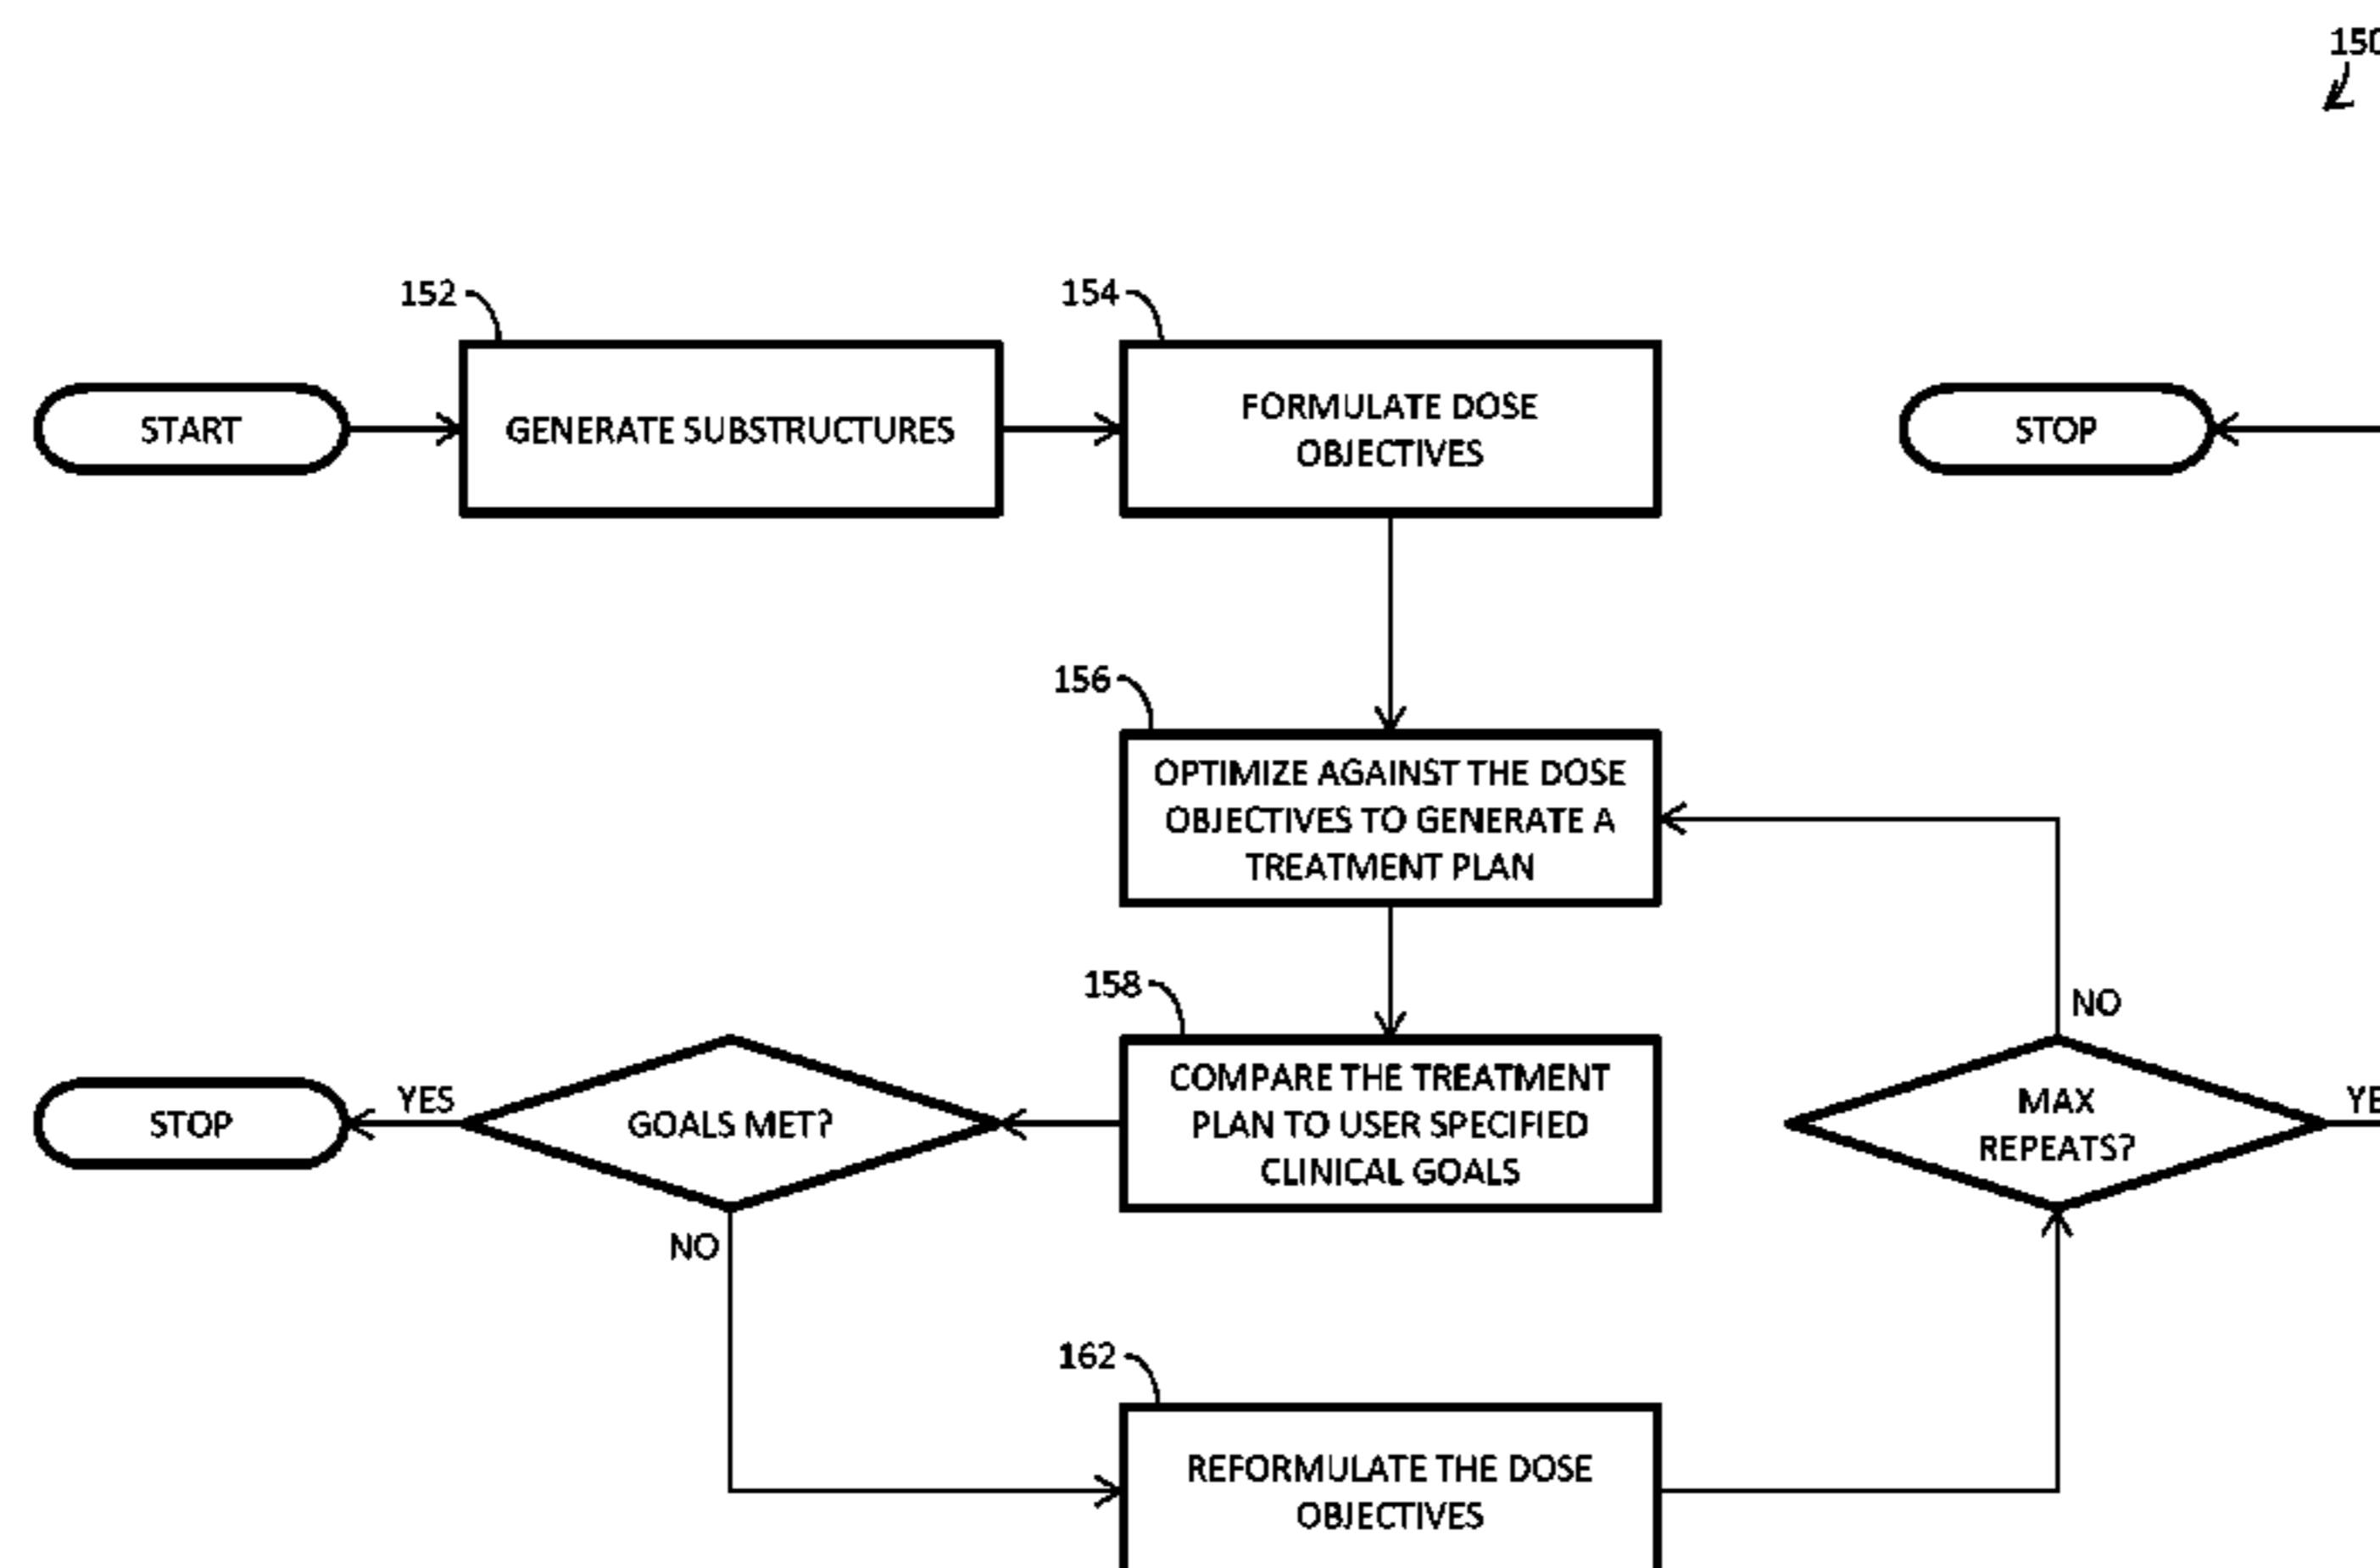 150
152
154
START
GENERATE SUBSTRUCTURES
FORMULATE DOSE
OBJECTIVES
STOP
156
OPTIMIZE AGAINST THE DOSE
OBJECTIVES TO GENERATE A
TREATMENT PLAN
158
NO
STOP
YES
GOALS MET?
COMPARE THE TREATMENT
PLAN TO USER SPECIFIED
CLINICAL GOALS
MAX
REPEATS?
NO
162
REFORMULATE THE DOSE
OBJECTIVES